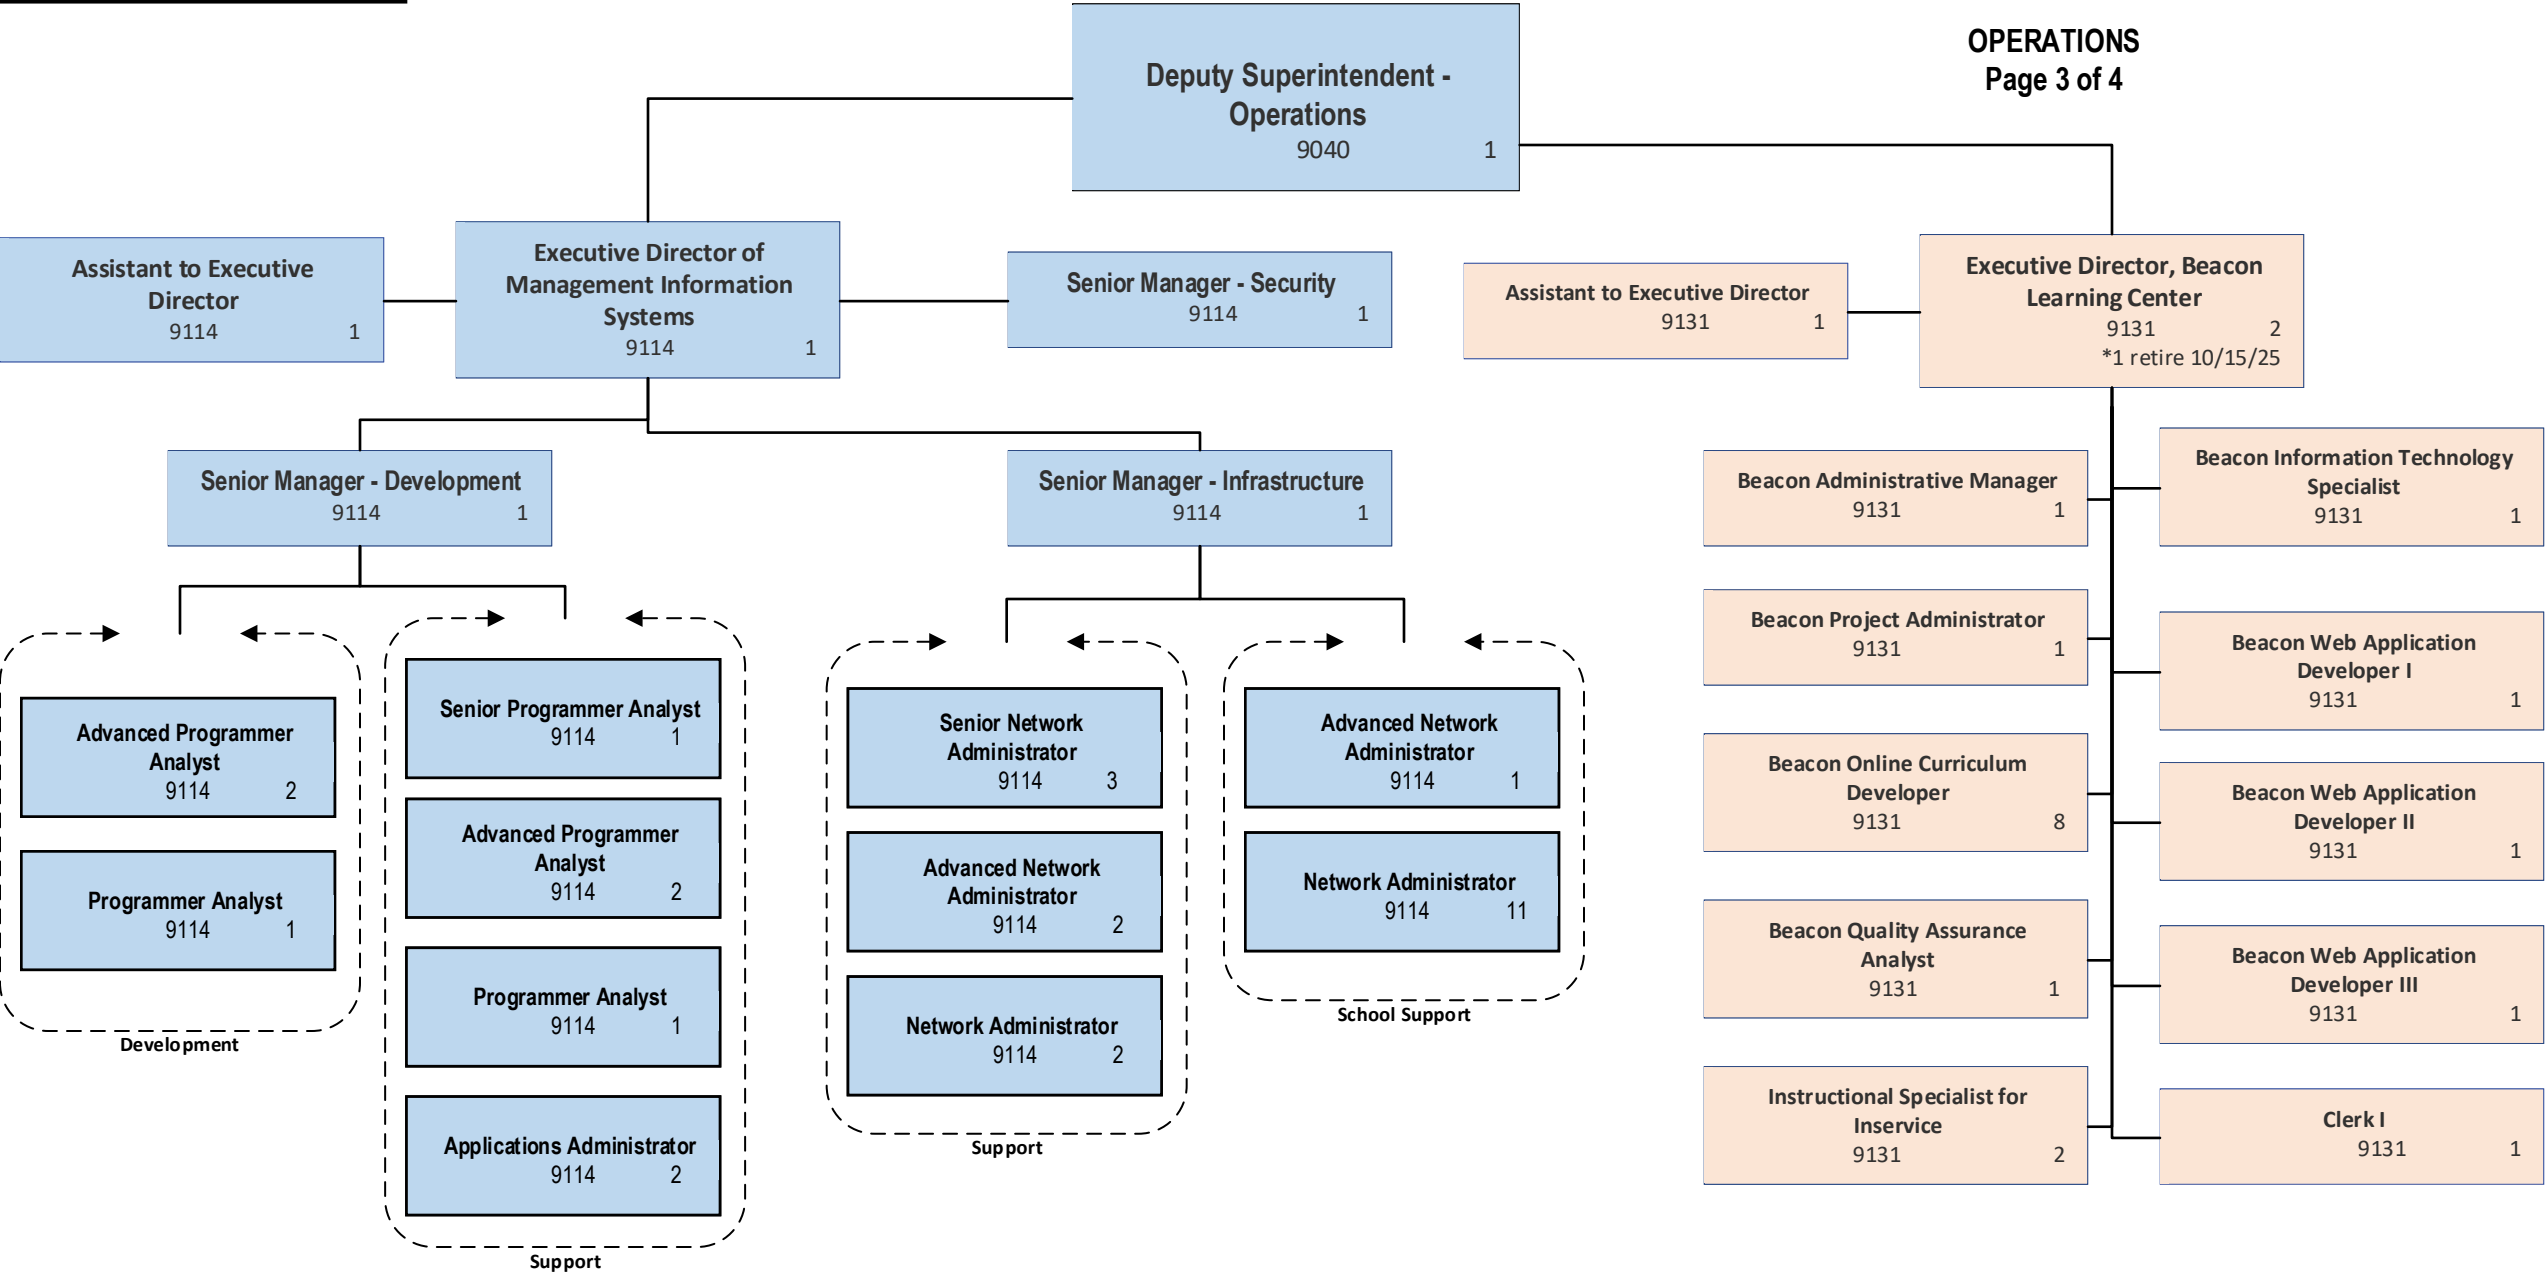 OPERATIONS
Page 3 of 4
Deputy Superintendent -
Operations
9040 1
Assistant to Executive
Director
9114 1
Executive Director of
Management Information
Systems
9114 1
Senior Manager - Security
9114 1
Assistant to Executive Director
9131 1
Executive Director, Beacon
Learning Center
9131 2
*1 retire 10/15/25
Senior Manager - Development
9114 1
Senior Manager - Infrastructure
9114 1
Advanced Programmer
Analyst
9114 2
Programmer Analyst
9114 1
Development
Senior Programmer Analyst
9114 1
Advanced Programmer
Analyst
9114 2
Programmer Analyst
9114 1
Applications Administrator
9114 2
Support
Senior Network
Administrator
9114 3
Advanced Network
Administrator
9114 2
Network Administrator
9114 2
Support
Advanced Network
Administrator
9114 1
Network Administrator
9114 11
School Support
Beacon Administrative Manager
9131 1
Beacon Project Administrator
9131 1
Beacon Online Curriculum
Developer
9131 8
Beacon Quality Assurance
Analyst
9131 1
Instructional Specialist for
Inservice
9131 2
Beacon Information Technology
Specialist
9131 1
Beacon Web Application
Developer I
9131 1
Beacon Web Application
Developer II
9131 1
Beacon Web Application
Developer III
9131 1
Clerk I
9131 1